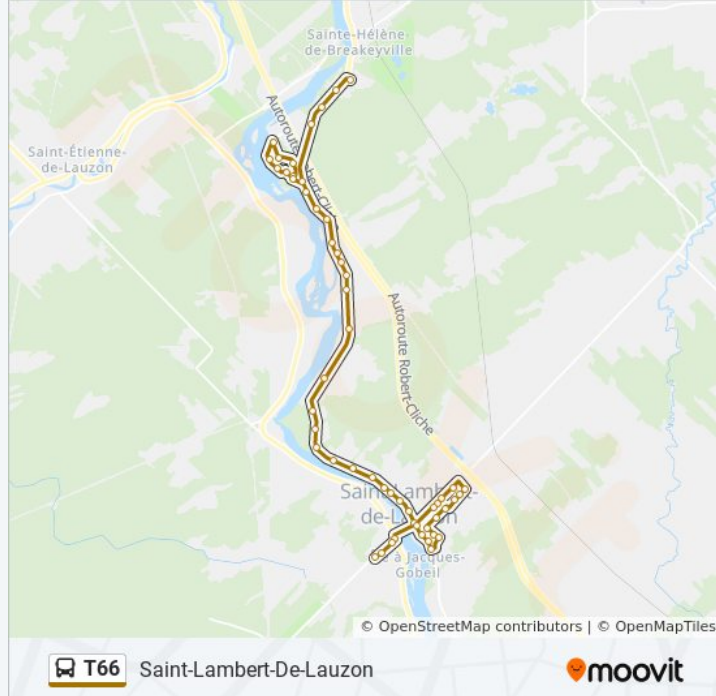 Sainte-Hélène
de-Breakeyville
Autoroute Robert-Cliche
Saint-Étienne-
de-Lauzon
Autoroute Robert-Cliche
Saint-Lambert-
de-Lauzon
à Jacques-
Gobeil
© OpenStreetMap contributors | © OpenMapTiles
T66 Saint-Lambert-De-Lauzon
moovit